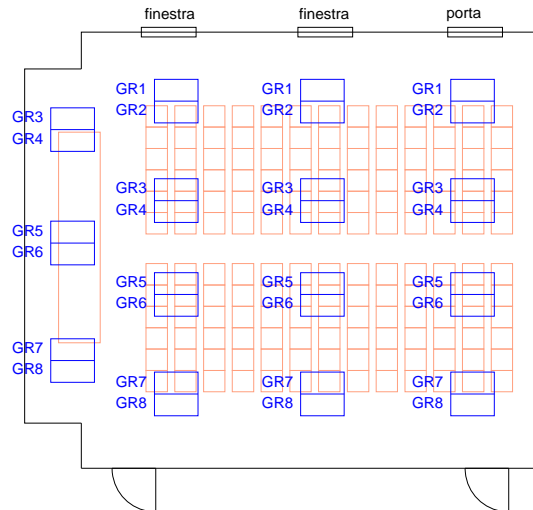 finestra finestra porta
GR1 GR1 GR1
GR2 GR2 GR2
GR3
GR4
GR3 GR3 GR3
GR4 GR4 GR4
GR5
GR6
GR5 GR5 GR5
GR6 GR6 GR6
GR7
GR8
GR7 GR7 GR7
GR8 GR8 GR8